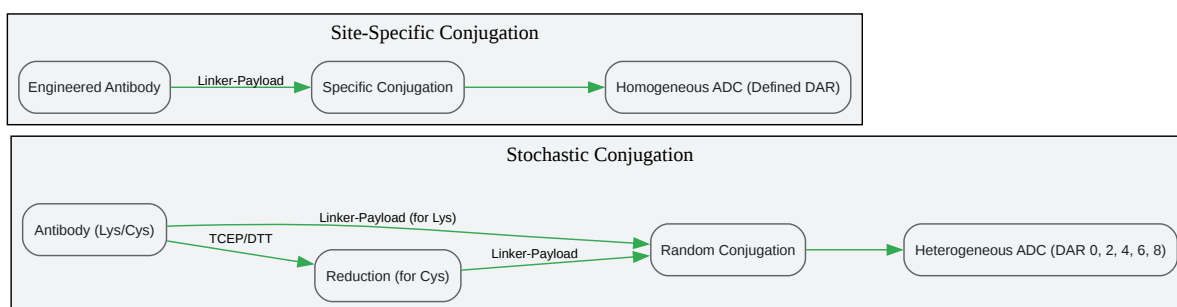 Site-Specific Conjugation
Engineered Antibody
Linker-Payload
Specific Conjugation
Homogeneous ADC (Defined DAR)
Stochastic Conjugation
Antibody (Lys/Cys)
Linker-Payload (for Lys)
TCEP/DTT
Reduction (for Cys)
Linker-Payload
Random Conjugation
Heterogeneous ADC (DAR 0, 2, 4, 6, 8)